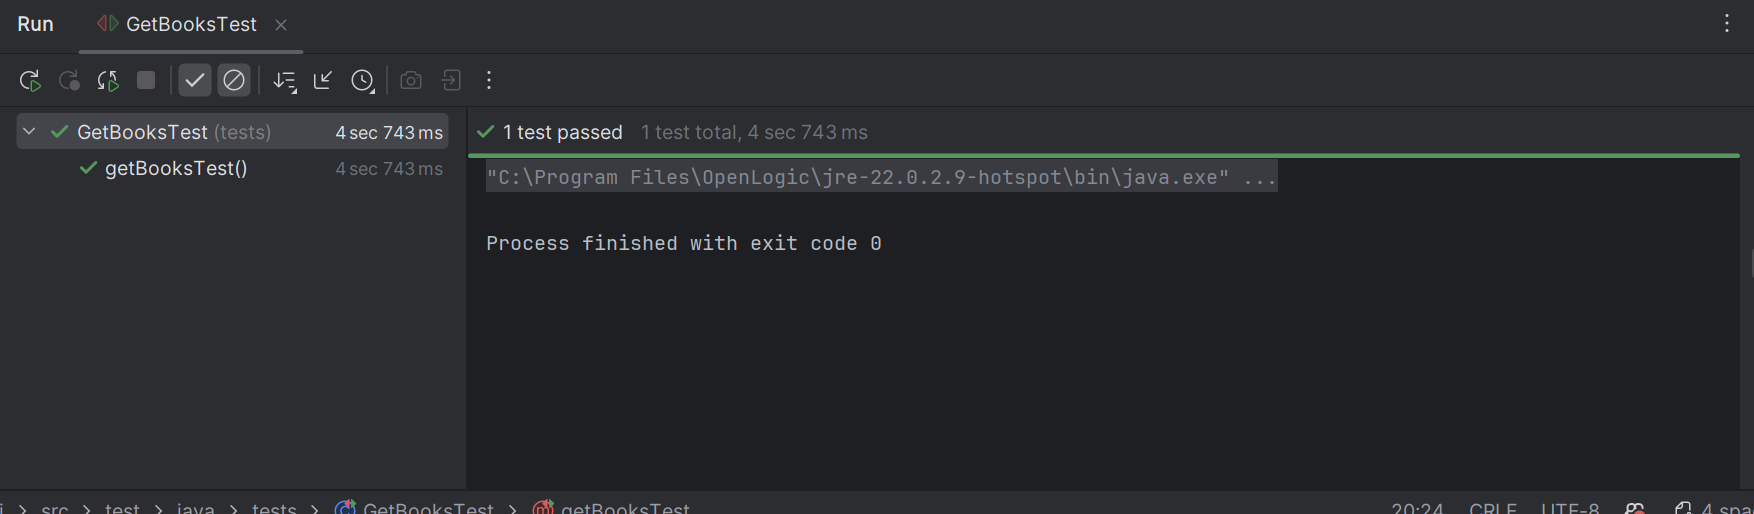 Run GetBooksTest
GetBooksTest (tests) 4 sec 743 ms
getBooksTest() 4 sec 743 ms
1 test passed 1 test total, 4 sec 743 ms
"C:\Program Files\OpenLogic\jre-22.0.2.9-hotspot\bin\java.exe" ...
Process finished with exit code 0
i > src > test > java > tests > GetBooksTest > getBooksTest 20:24 CRLF UTF-8 4 spa